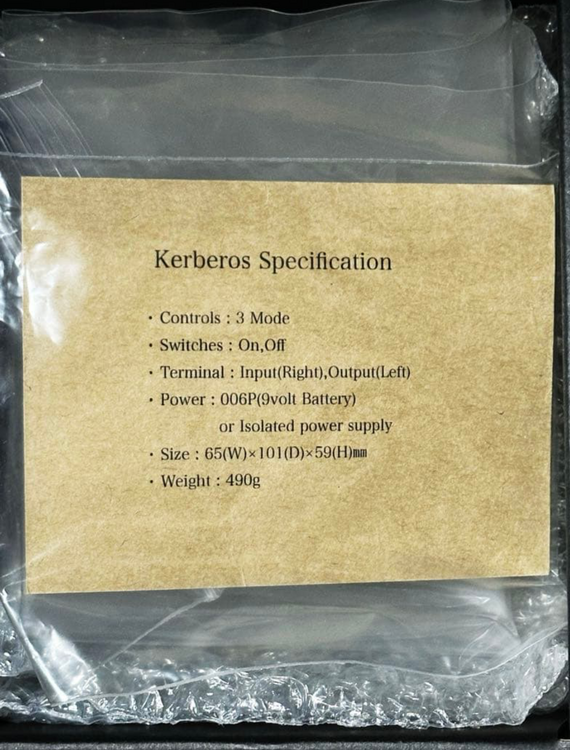 Kerberos Specification
・Controls : 3 Mode
・Switches : On,Off
・Terminal : Input(Right),Output(Left)
・Power : 006P(9volt Battery)
or Isolated power supply
・Size : 65(W)×101(D)×59(H)㎜
・Weight : 490g